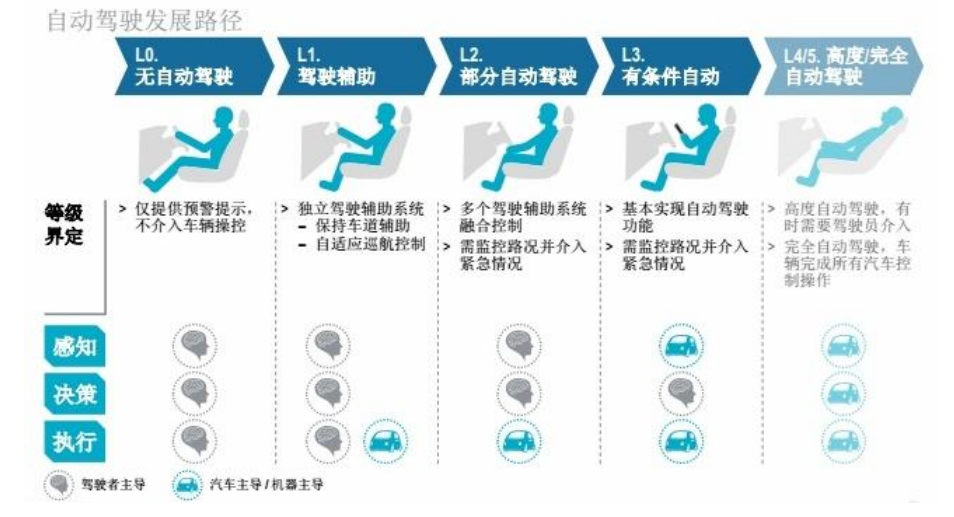 自动驾驶发展路径
L0.
无自动驾驶
L1.
驾驶辅助
L2.
部分自动驾驶
L3.
有条件自动
L4/5. 高度/完全
自动驾驶
等级
界定
> 仅提供预警提示，
不介入车辆操控
> 独立驾驶辅助系统
– 保持车道辅助
– 自适应巡航控制
> 多个驾驶辅助系统
融合控制
> 需监控路况并介入
紧急情况
> 基本实现自动驾驶
功能
> 需监控路况并介入
紧急情况
> 高度自动驾驶，有
时需要驾驶员介入
> 完全自动驾驶，车
辆完成所有汽车控
制操作
感知
决策
执行
驾驶者主导
汽车主导/机器主导